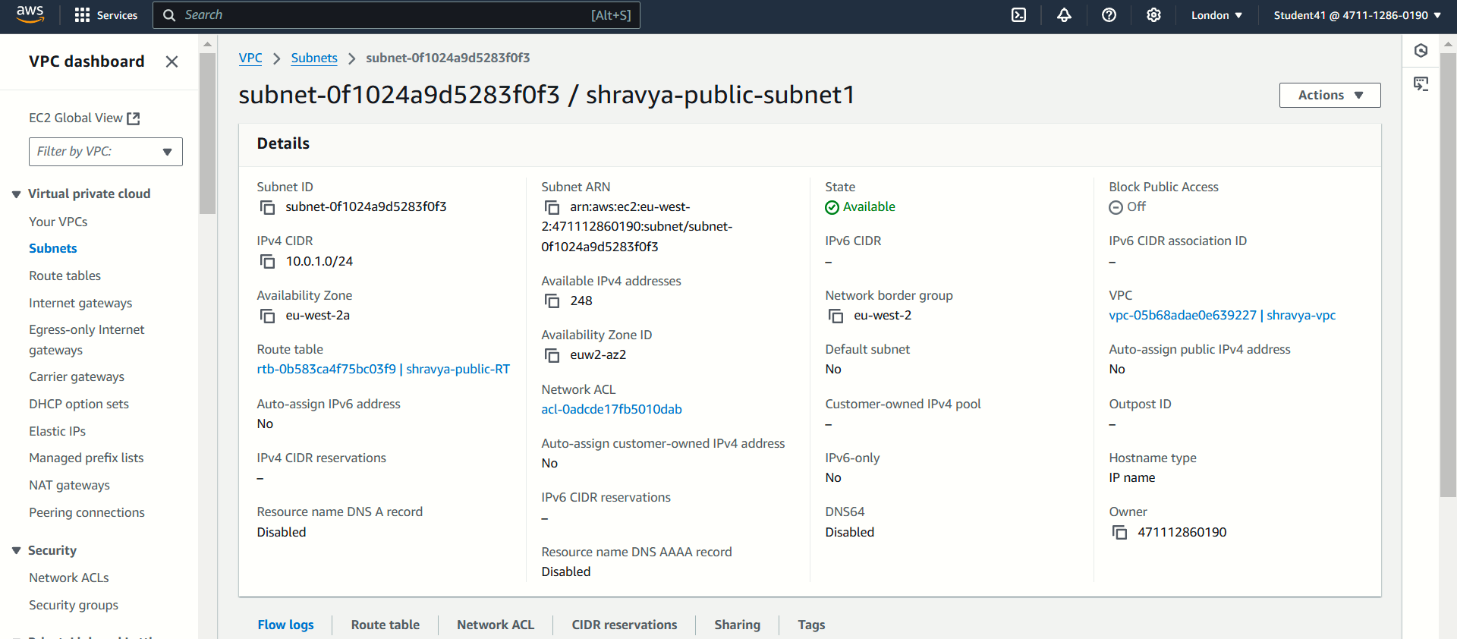 aws
Services
Search
[Alt+S]
London
Student41 @ 4711-1286-0190
VPC dashboard
EC2 Global View
Filter by VPC:
Virtual private cloud
Your VPCs
Subnets
Route tables
Internet gateways
Egress-only Internet
gateways
Carrier gateways
DHCP option sets
Elastic IPs
Managed prefix lists
NAT gateways
Peering connections
Security
Network ACLs
Security groups
VPC > Subnets > subnet-0f1024a9d5283f0f3
subnet-0f1024a9d5283f0f3 / shravya-public-subnet1
Actions
Details
Subnet ID
subnet-0f1024a9d5283f0f3
IPv4 CIDR
10.0.1.0/24
Availability Zone
eu-west-2a
Route table
rtb-0b583ca4f75bc03f9 | shravya-public-RT
Auto-assign IPv6 address
No
IPv4 CIDR reservations
–
Resource name DNS A record
Disabled
Subnet ARN
arn:aws:ec2:eu-west-
2:471112860190:subnet/subnet-
0f1024a9d5283f0f3
Available IPv4 addresses
248
Availability Zone ID
euw2-az2
Network ACL
acl-0adcde17fb5010dab
Auto-assign customer-owned IPv4 address
No
IPv6 CIDR reservations
–
Resource name DNS AAAA record
Disabled
State
Available
IPv6 CIDR
–
Network border group
eu-west-2
Default subnet
No
Customer-owned IPv4 pool
–
IPv6-only
No
DNS64
Disabled
Block Public Access
Off
IPv6 CIDR association ID
–
VPC
vpc-05b68adae0e639227 | shravya-vpc
Auto-assign public IPv4 address
No
Outpost ID
–
Hostname type
IP name
Owner
471112860190
Flow logs
Route table
Network ACL
CIDR reservations
Sharing
Tags